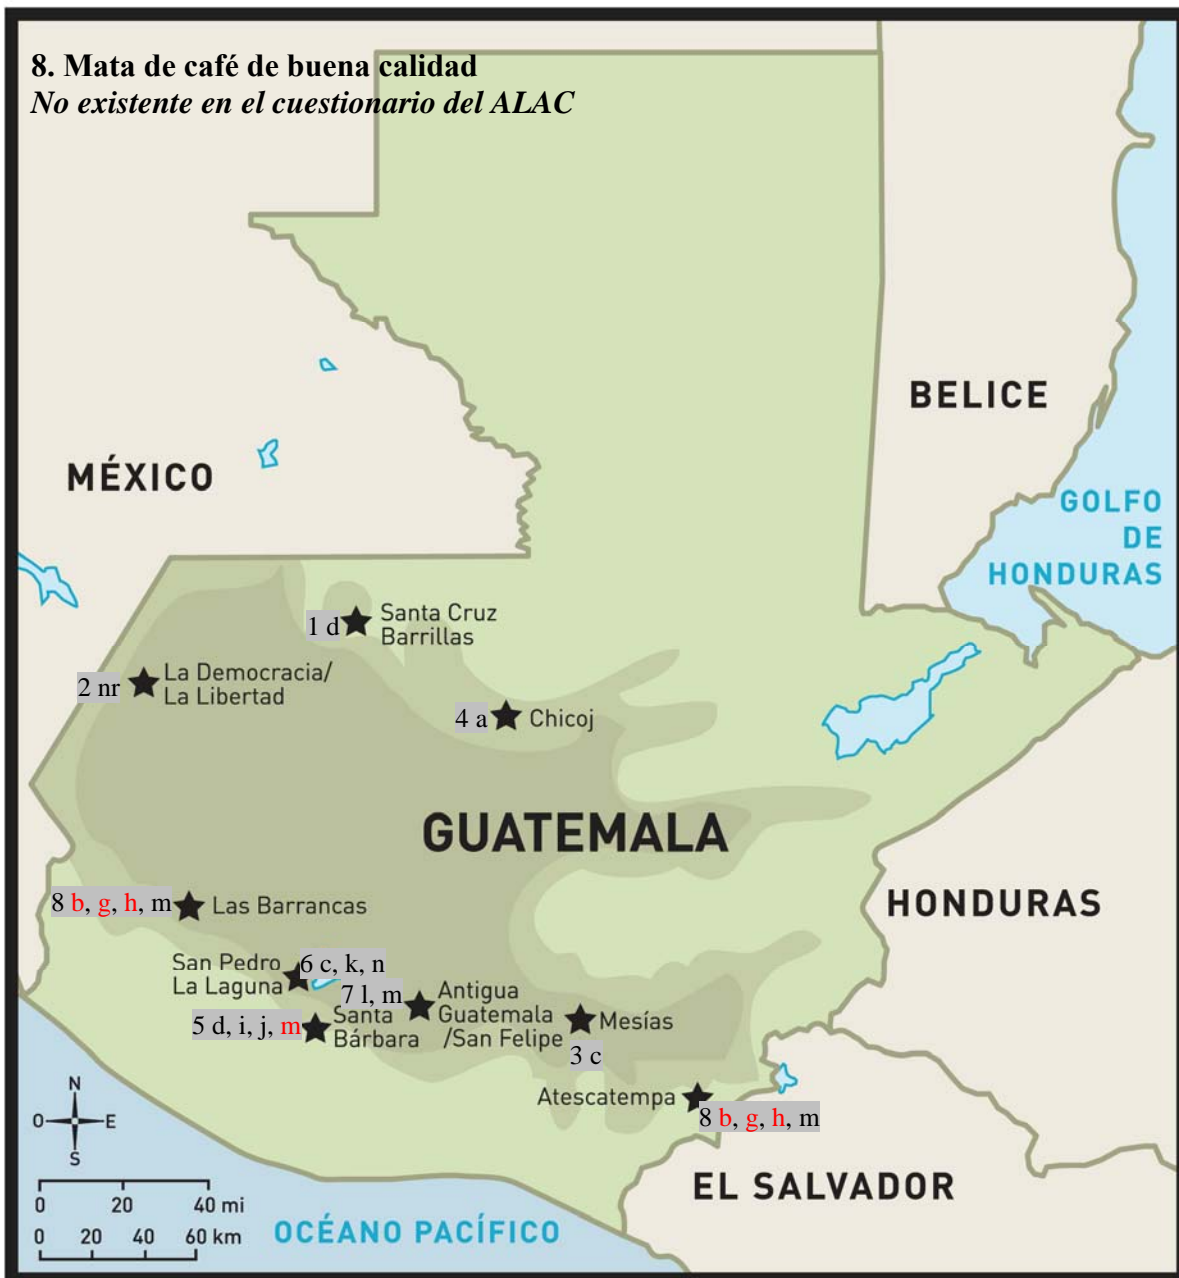 8. Mata de café de buena calidad
No existente en el cuestionario del ALAC
BELICE
MÉXICO
GOLFO
DE
HONDURAS
1 d
Santa Cruz
Barrillas
2 nr
La Democracia/
La Libertad
4 a
Chicoj
GUATEMALA
HONDURAS
8 b, g, h, m
Las Barrancas
San Pedro
La Laguna
6 c, k, n
7 l, m
Antigua
Guatemala
/San Felipe
5 d, i, j, m
Santa
Bárbara
Mesías
3 c
Atescatempa
8 b, g, h, m
N
O
E
S
EL SALVADOR
0 20 40 mi
0 20 40 60 km
OCÉANO PACÍFICO